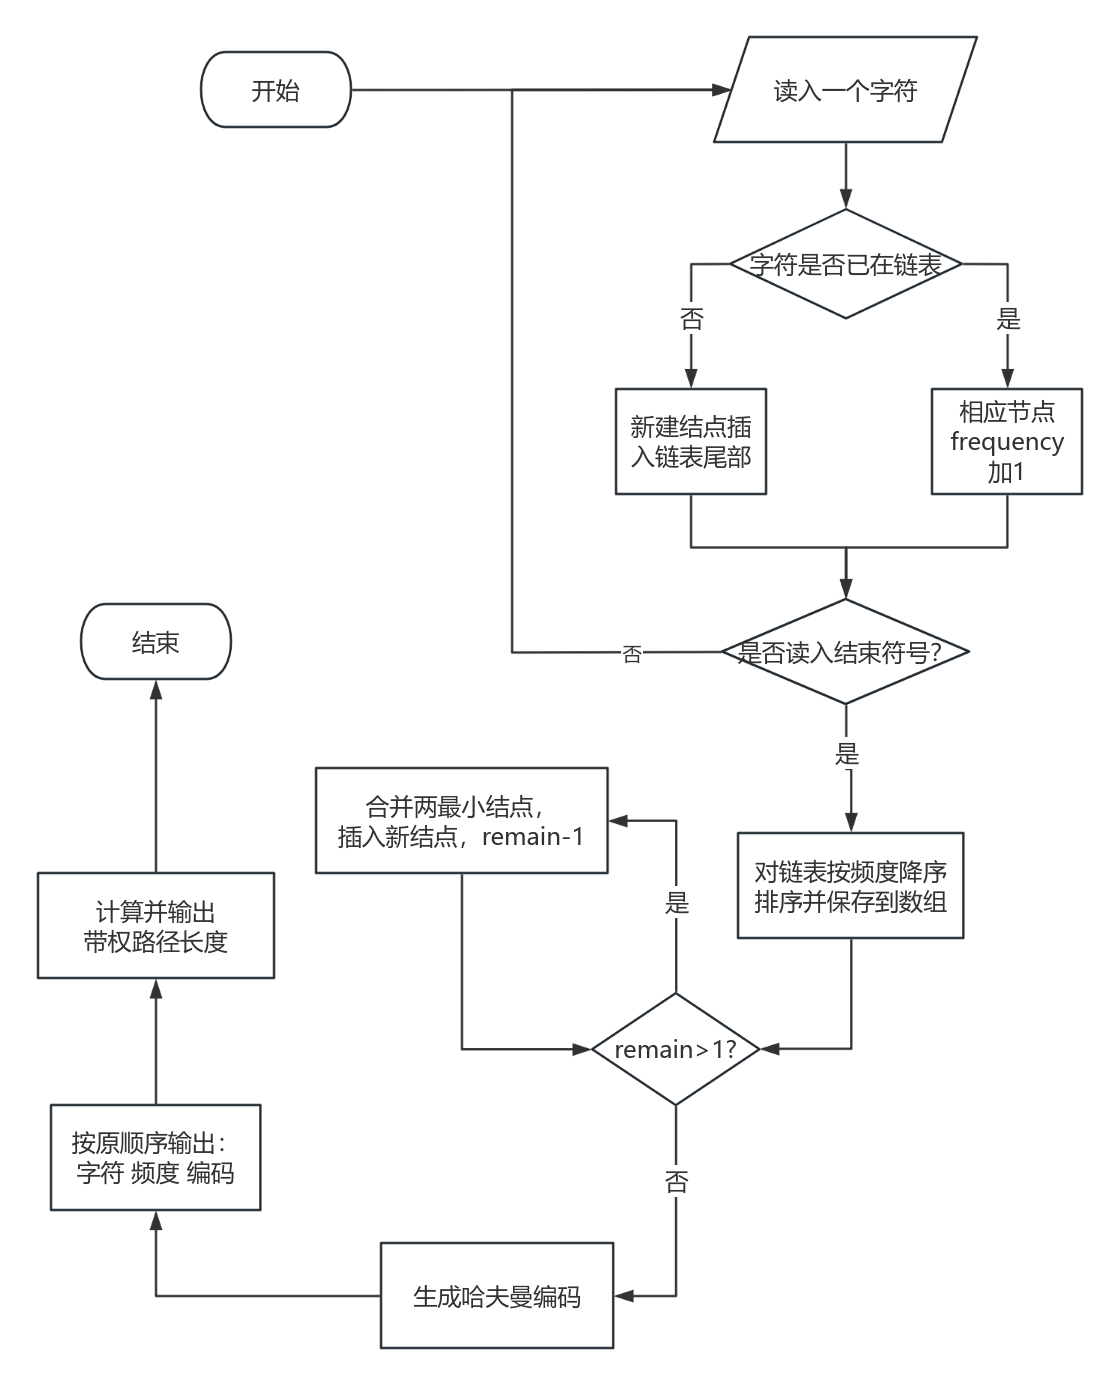 开始
读入一个字符
字符是否已在链表
否
是
新建结点插
入链表尾部
相应节点
frequency
加1
是否读入结束符号?
否
是
对链表按频度降序
排序并保存到数组
remain>1?
是
合并两最小结点，
插入新结点，remain-1
否
生成哈夫曼编码
按原顺序输出：
字符 频度 编码
计算并输出
带权路径长度
结束